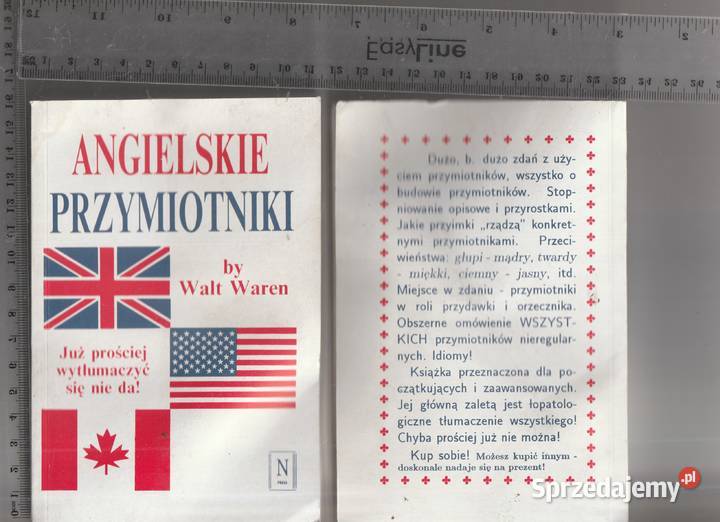 EasyLine
ANGIELSKIE
PRZYMIOTNIKI
by
Walt Waren
Już prościej
wytłumaczyć
się nie da!
N
PRESS
Dużo, b. dużo zdań z uży-
ciem przymiotników, wszystko o
budowie przymiotników. Stop-
niowanie opisowe i przyrostkami.
Jakie przyimki „rządzą" konkret-
nymi przymiotnikami. Przeci-
wieństwa: głupi - mądry, twardy
- miękki, ciemny - jasny, itd.
Miejsce w zdaniu - przymiotniki
w roli przydawki i orzecznika.
Obszerne omówienie WSZYST-
KICH przymiotników nieregular-
nych. Idiomy!
Książka przeznaczona dla po-
czątkujących i zaawansowanych.
Jej główną zaletą jest łopatolo-
giczne tłumaczenie wszystkiego!
Chyba prościej już nie można!
Kup sobie! Możesz kupić innym -
doskonale nadaje się na prezent!
Sprzedajemy.pl